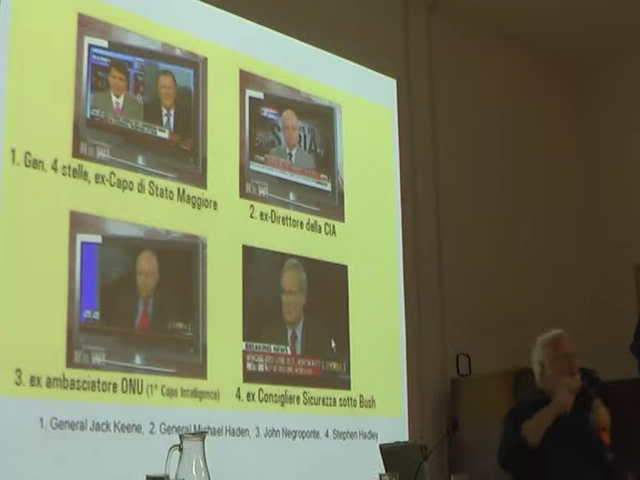 1. Gen. 4 stelle, ex-Capo di Stato Maggiore
2. ex-Direttore della CIA
BREAKING NEWS
3. ex ambasciatore ONU (1° Capo Intelligence)
4. ex Consigliere Sicurezza sotto Bush
1. General Jack Keene, 2. General Michael Haden, 3. John Negroponte, 4. Stephen Hadley